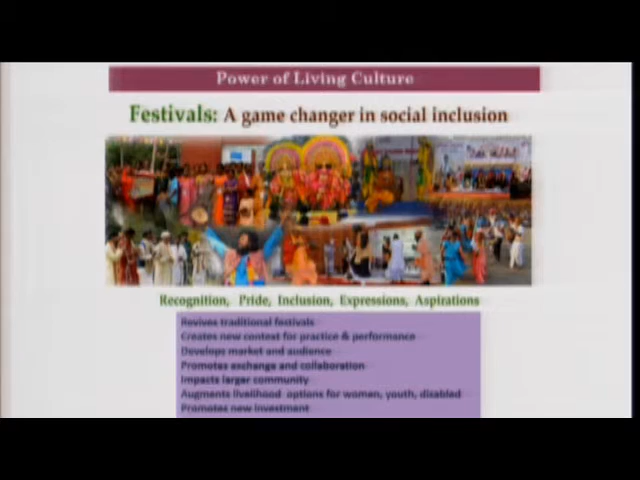 Power of Living Culture
Festivals: A game changer in social inclusion
Recognition, Pride, Inclusion, Expressions, Aspirations
Revives traditional festivals
Creates new context for practice & performance
Develops market and audience
Promotes exchange and collaboration
Impacts larger community
Augments livelihood options for women, youth, disabled
Promotes new investment